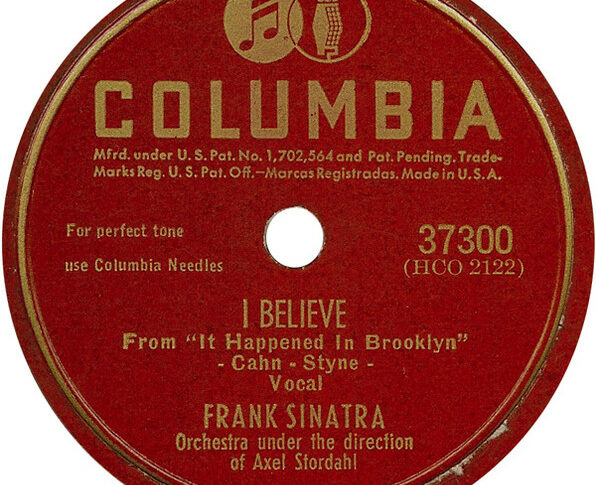 COLUMBIA
Mfrd. under U. S. Pat. No. 1,702,564 and Pat. Pending. Trade-
Marks Reg. U. S. Pat. Off.—Marcas Registradas. Made in U.S.A.
For perfect tone
use Columbia Needles
37300
(HCO 2122)
I BELIEVE
From "It Happened In Brooklyn"
- Cahn - Styne -
Vocal
FRANK SINATRA
Orchestra under the direction
of Axel Stordahl